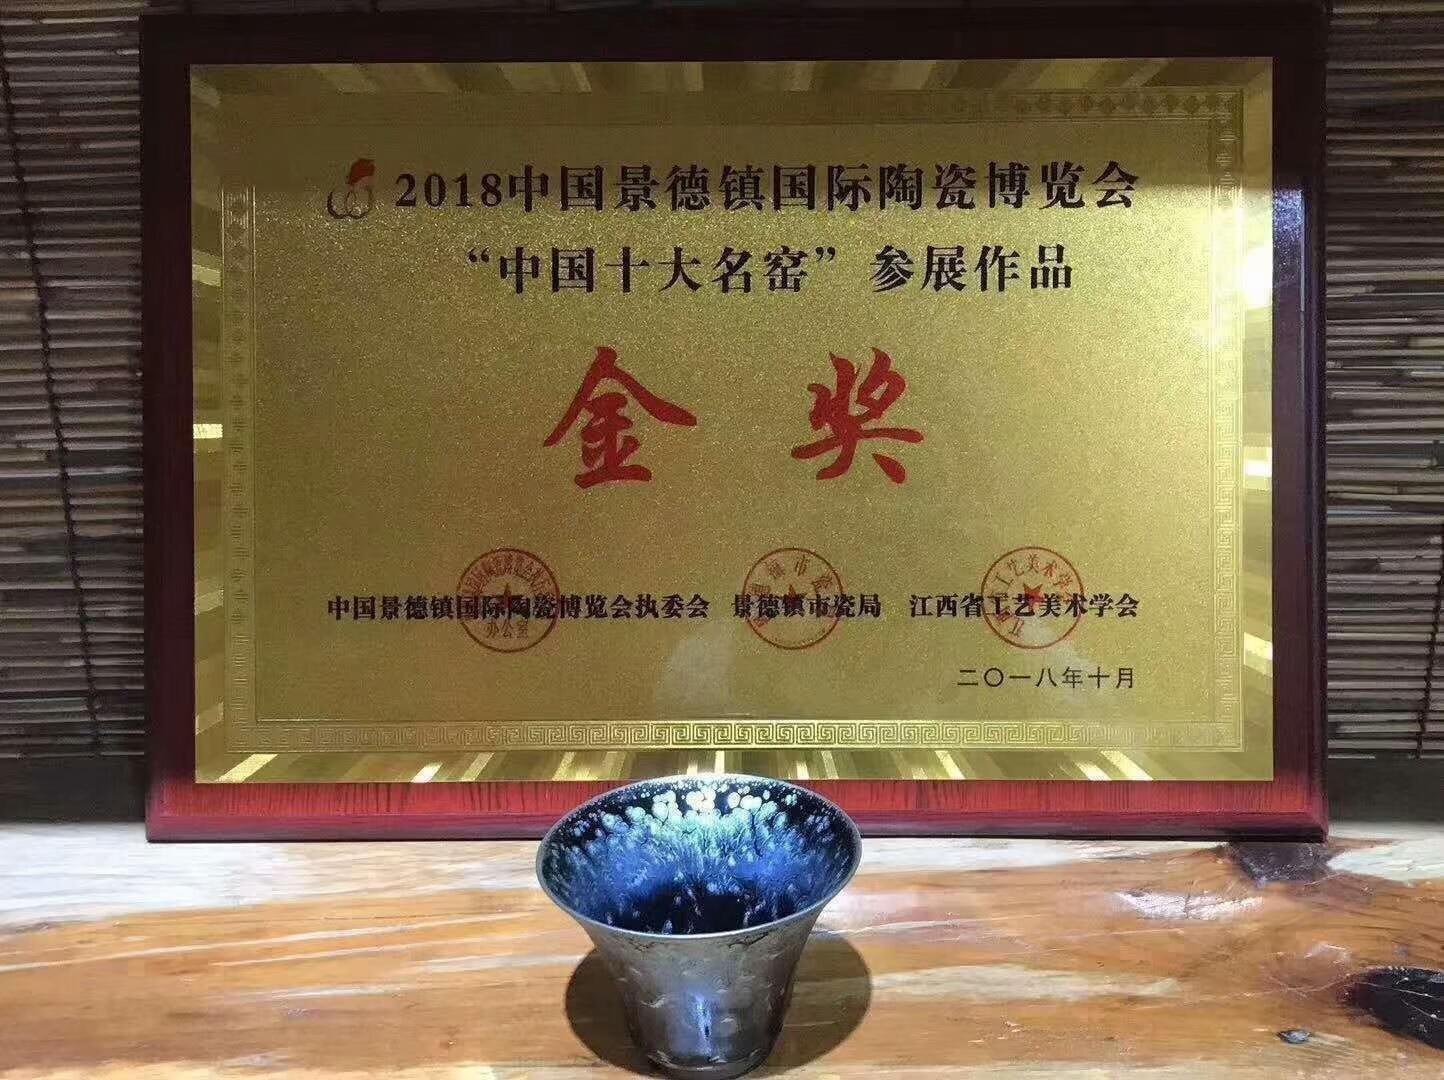 2018中国景德镇国际陶瓷博览会
“中国十大名窑”参展作品
金奖
中国景德镇国际陶瓷博览会执委会 景德镇市瓷局 江西省工艺美术学会
办公室
二〇一八年十月